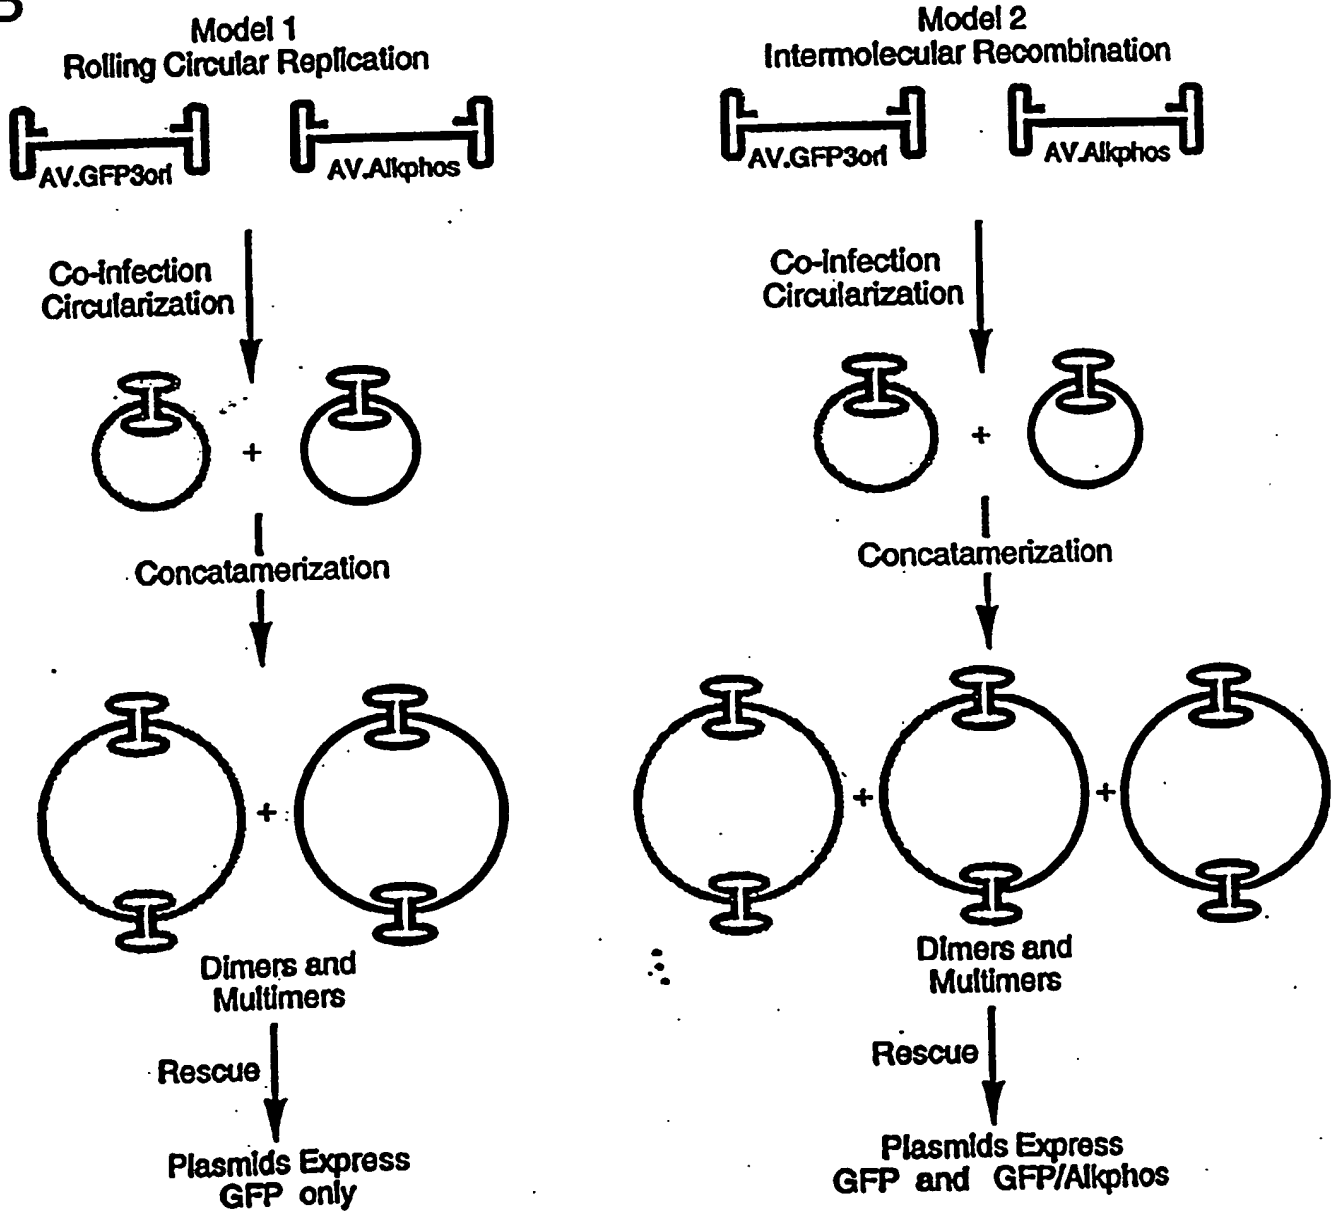 Model 1
Rolling Circular Replication
AV.GFP3ori
AV.Alkphos
Co-infection
Circularization
+
Concatamerization
+
Dimers and
Multimers
Rescue
Plasmids Express
GFP only
Model 2
Intermolecular Recombination
AV.GFP3ori
AV.Alkphos
Co-infection
Circularization
+
Concatamerization
+
+
Dimers and
Multimers
Rescue
Plasmids Express
GFP and GFP/Alkphos